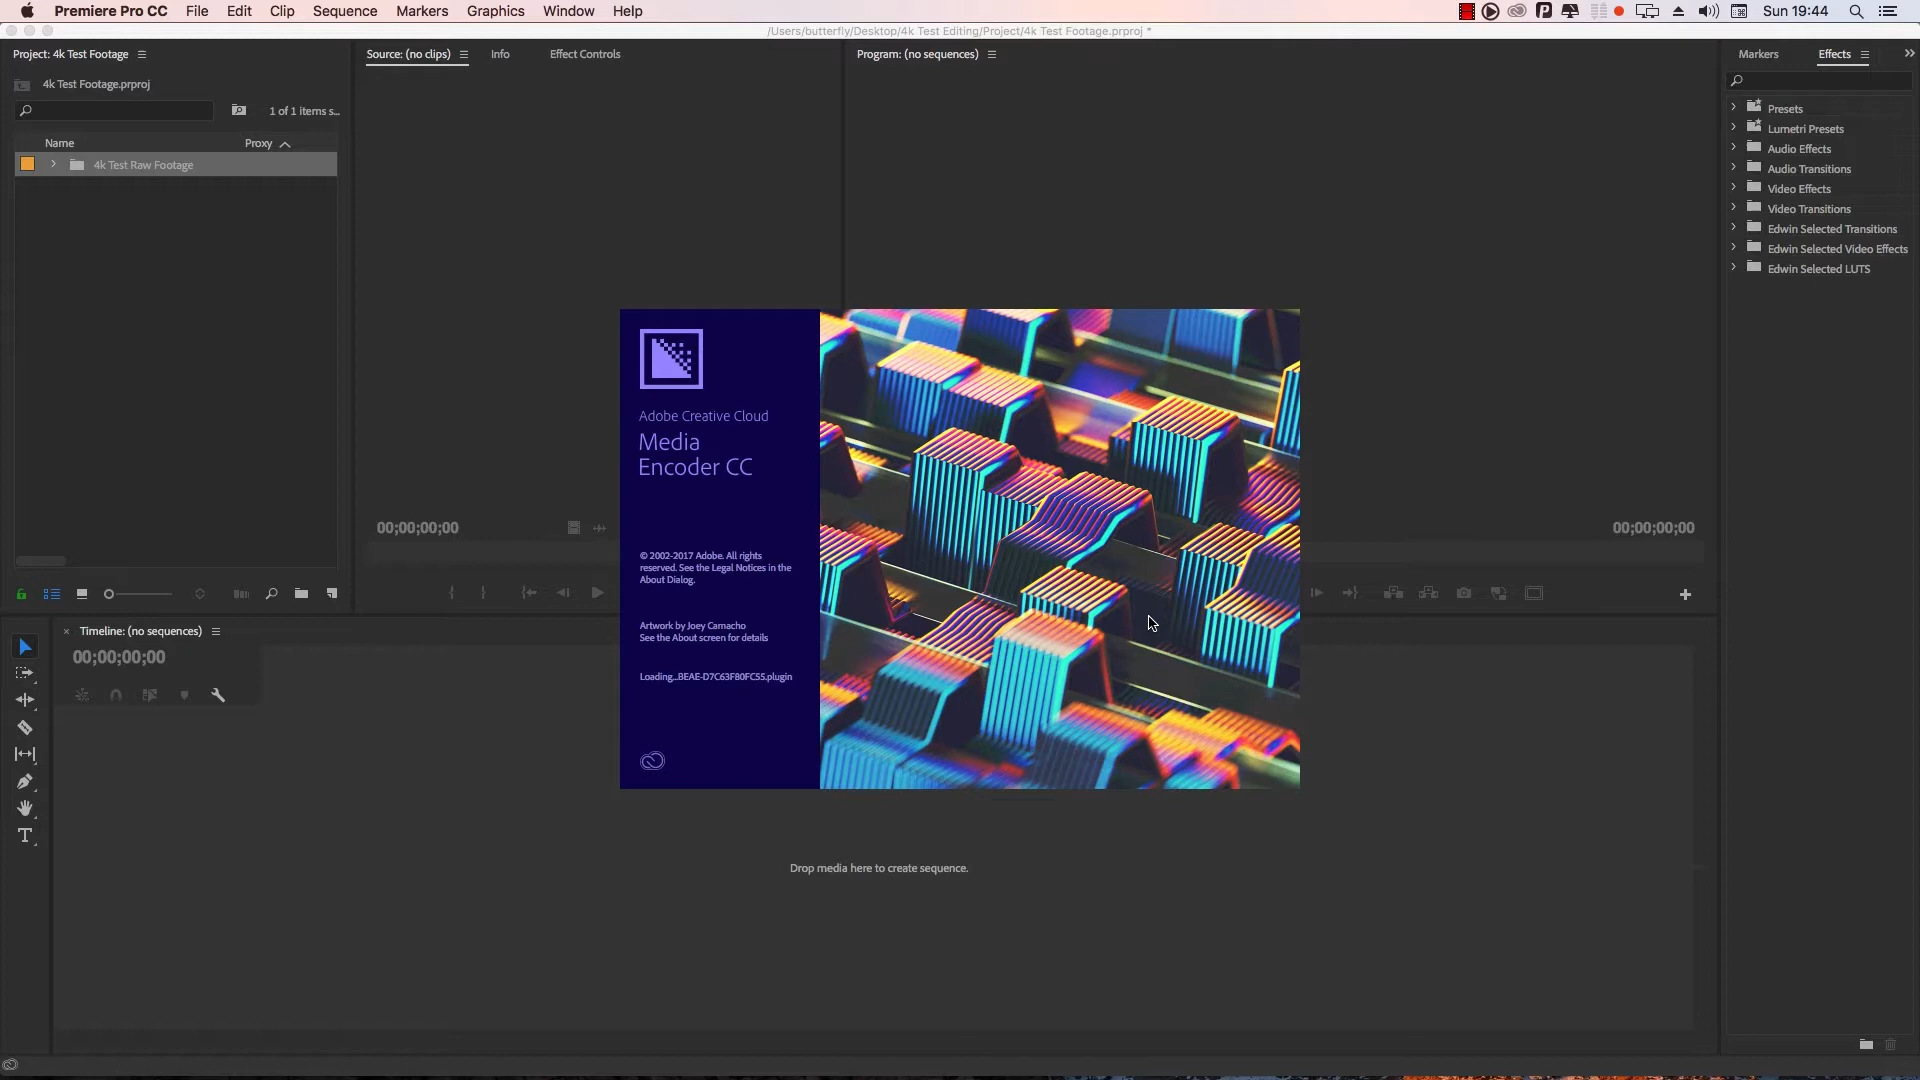 Premiere Pro CC File Edit Clip Sequence Markers Graphics Window Help Sun 19:44
/Users/butterfly/Desktop/4k Test Editing/Project/4k Test Footage.prproj *
Project: 4k Test Footage
Source: (no clips) Info Effect Controls
Program: (no sequences)
Markers Effects
4k Test Footage.prproj
1 of 1 items s...
Name Proxy
4k Test Raw Footage
Presets
Lumetri Presets
Audio Effects
Audio Transitions
Video Effects
Video Transitions
Edwin Selected Transitions
Edwin Selected Video Effects
Edwin Selected LUTS
Adobe Creative Cloud
Media
Encoder CC
00;00;00;00
00;00;00;00
© 2002-2017 Adobe. All rights
reserved. See the Legal Notices in the
About Dialog.
Artwork by Joey Camacho
See the About screen for details
Loading...BEAE-D7C63F80FC55.plugin
Timeline: (no sequences)
00;00;00;00
Drop media here to create sequence.